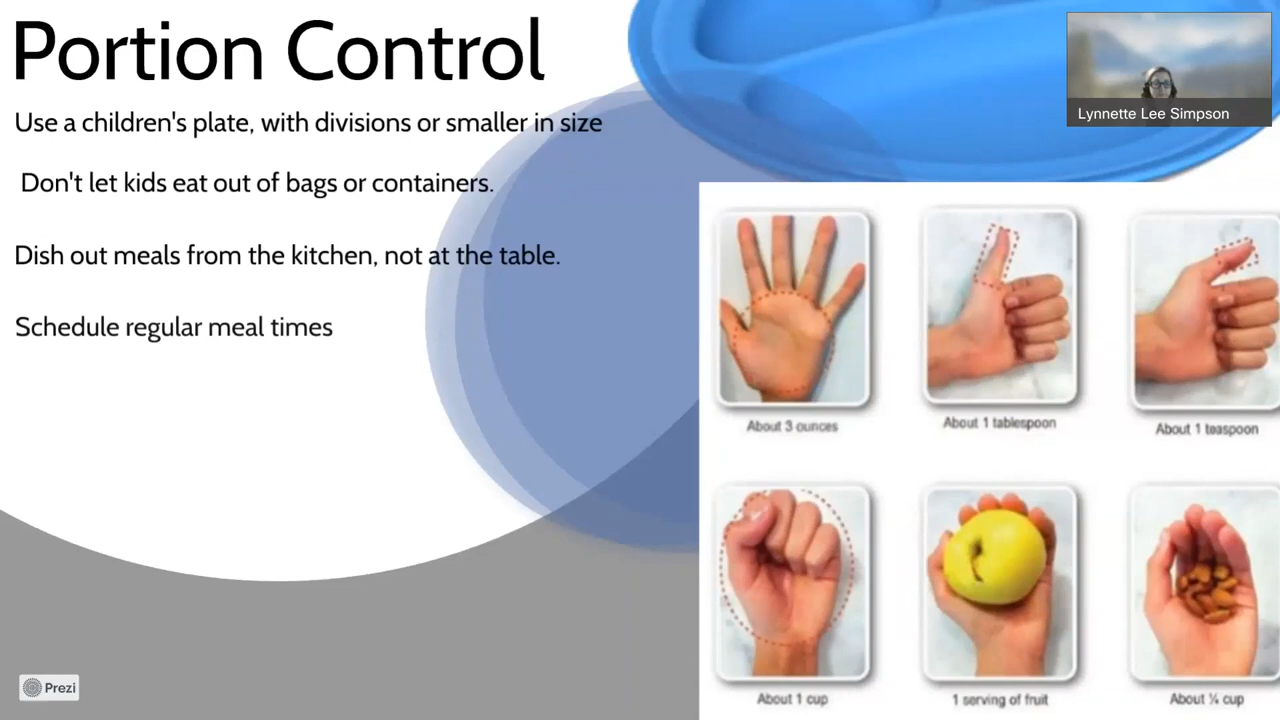 Portion Control
Lynnette Lee Simpson
Use a children's plate, with divisions or smaller in size
Don't let kids eat out of bags or containers.
Dish out meals from the kitchen, not at the table.
Schedule regular meal times
About 3 ounces
About 1 tablespoon
About 1 teaspoon
About 1 cup
1 serving of fruit
About ¼ cup
Prezi